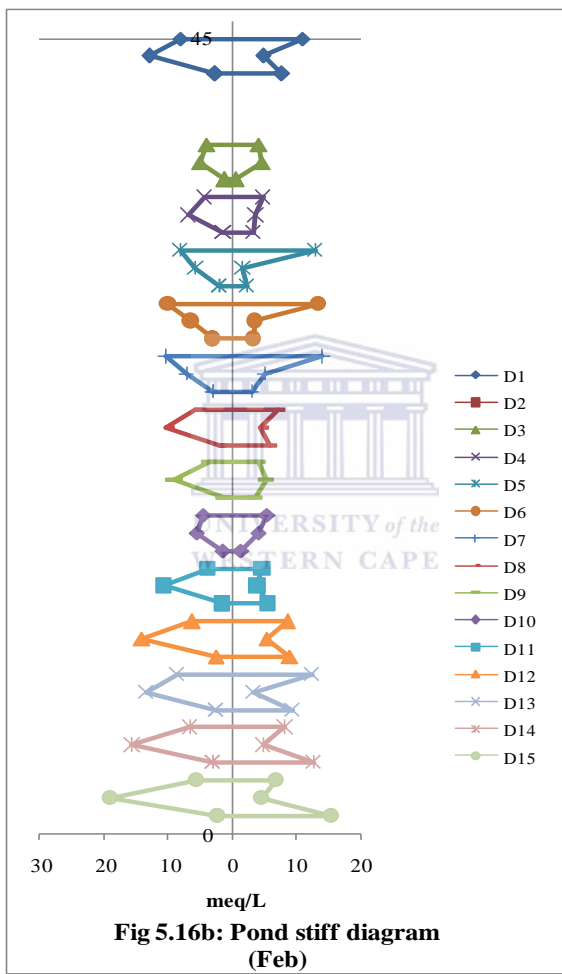 45
D1
D2
D3
D4
D5
D6
D7
D8
D9
D10
D11
D12
D13
D14
D15
UNIVERSITY of the
WESTERN CAPE
0
30 20 10 0 10 20
meq/L
Fig 5.16b: Pond stiff diagram
(Feb)